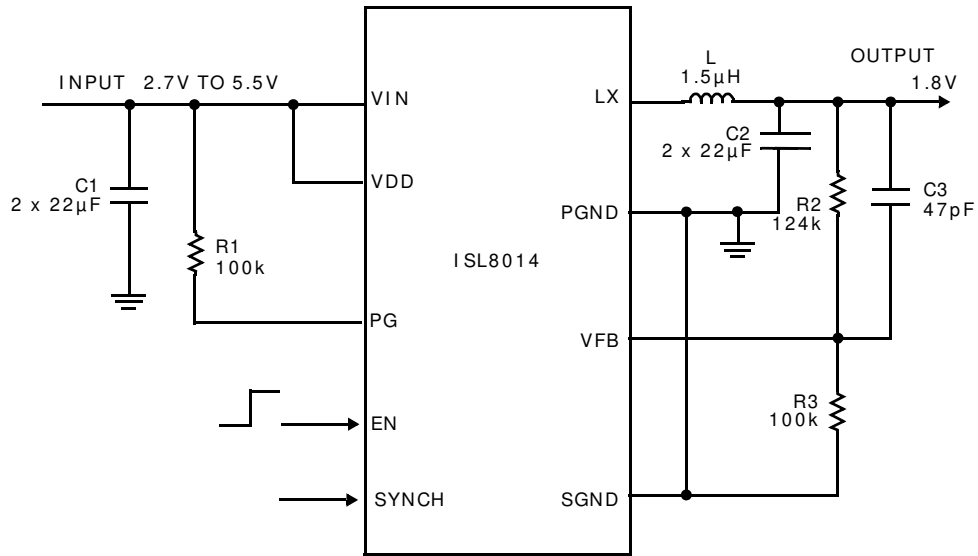 INPUT 2.7V TO 5.5V
C1
2 x 22µF
R1
100k
VIN
VDD
PG
EN
SYNCH
ISL8014
LX
PGND
VFB
SGND
L
1.5µH
C2
2 x 22µF
OUTPUT
1.8V
R2
124k
C3
47pF
R3
100k